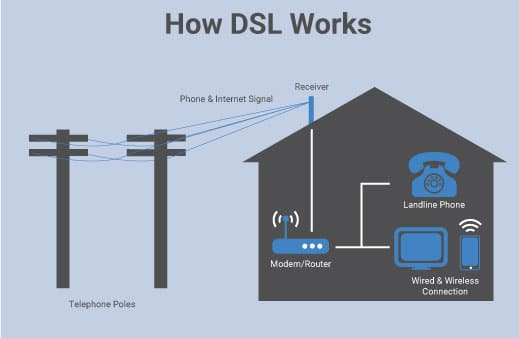 How DSL Works
Receiver
Phone & Internet Signal
Landline Phone
Modem/Router
Wired & Wireless
Connection
Telephone Poles